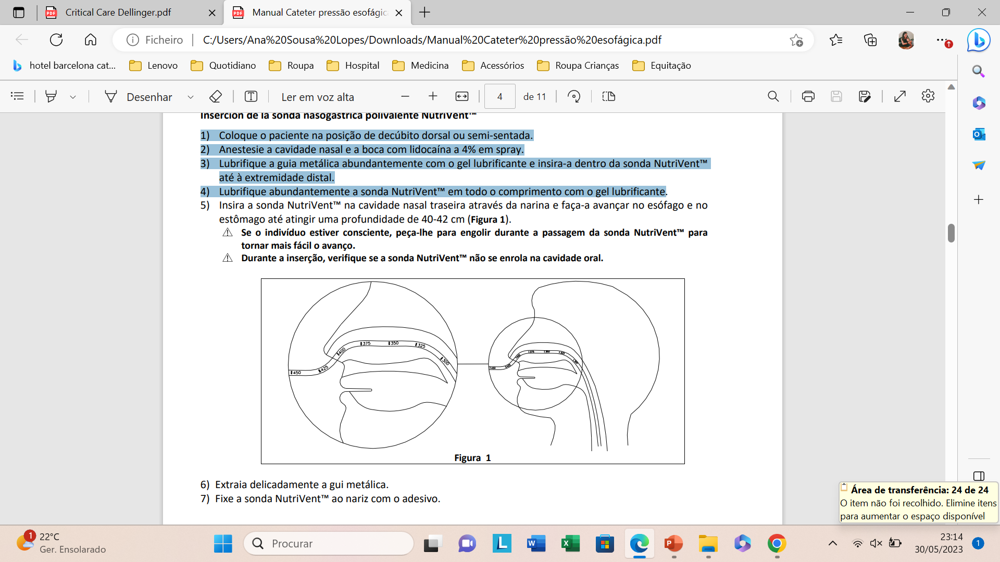 Critical Care Dellinger.pdf
Manual Cateter pressão esofágic
Ficheiro
C:/Users/Ana%20Sousa%20Lopes/Downloads/Manual%20Cateter%20pressão%20esofágica.pdf
hotel barcelona cat...
Lenovo
Quotidiano
Roupa
Hospital
Medicina
Acessórios
Roupa Crianças
Equitação
Desenhar
Ler em voz alta
4
de 11
Inserción de la sonda nasogástrica polivalente NutriVent™
1) Coloque o paciente na posição de decúbito dorsal ou semi-sentada.
2) Anestesie a cavidade nasal e a boca com lidocaína a 4% em spray.
3) Lubrifique a guia metálica abundantemente com o gel lubrificante e insira-a dentro da sonda NutriVent™
até à extremidade distal.
4) Lubrifique abundantemente a sonda NutriVent™ em todo o comprimento com o gel lubrificante.
5) Insira a sonda NutriVent™ na cavidade nasal traseira através da narina e faça-a avançar no esófago e no
estômago até atingir uma profundidade de 40-42 cm (Figura 1).
Se o indivíduo estiver consciente, peça-lhe para engolir durante a passagem da sonda NutriVent™ para
tornar mais fácil o avanço.
Durante a inserção, verifique se a sonda NutriVent™ não se enrola na cavidade oral.
450
425
400
375
350
325
300
450
425
400
375
350
325
300
Figura 1
6) Extraia delicadamente a gui metálica.
7) Fixe a sonda NutriVent™ ao nariz com o adesivo.
Área de transferência: 24 de 24
O item não foi recolhido. Elimine itens
para aumentar o espaço disponível
1
22°C
Ger. Ensolarado
Procurar
23:14
30/05/2023
1